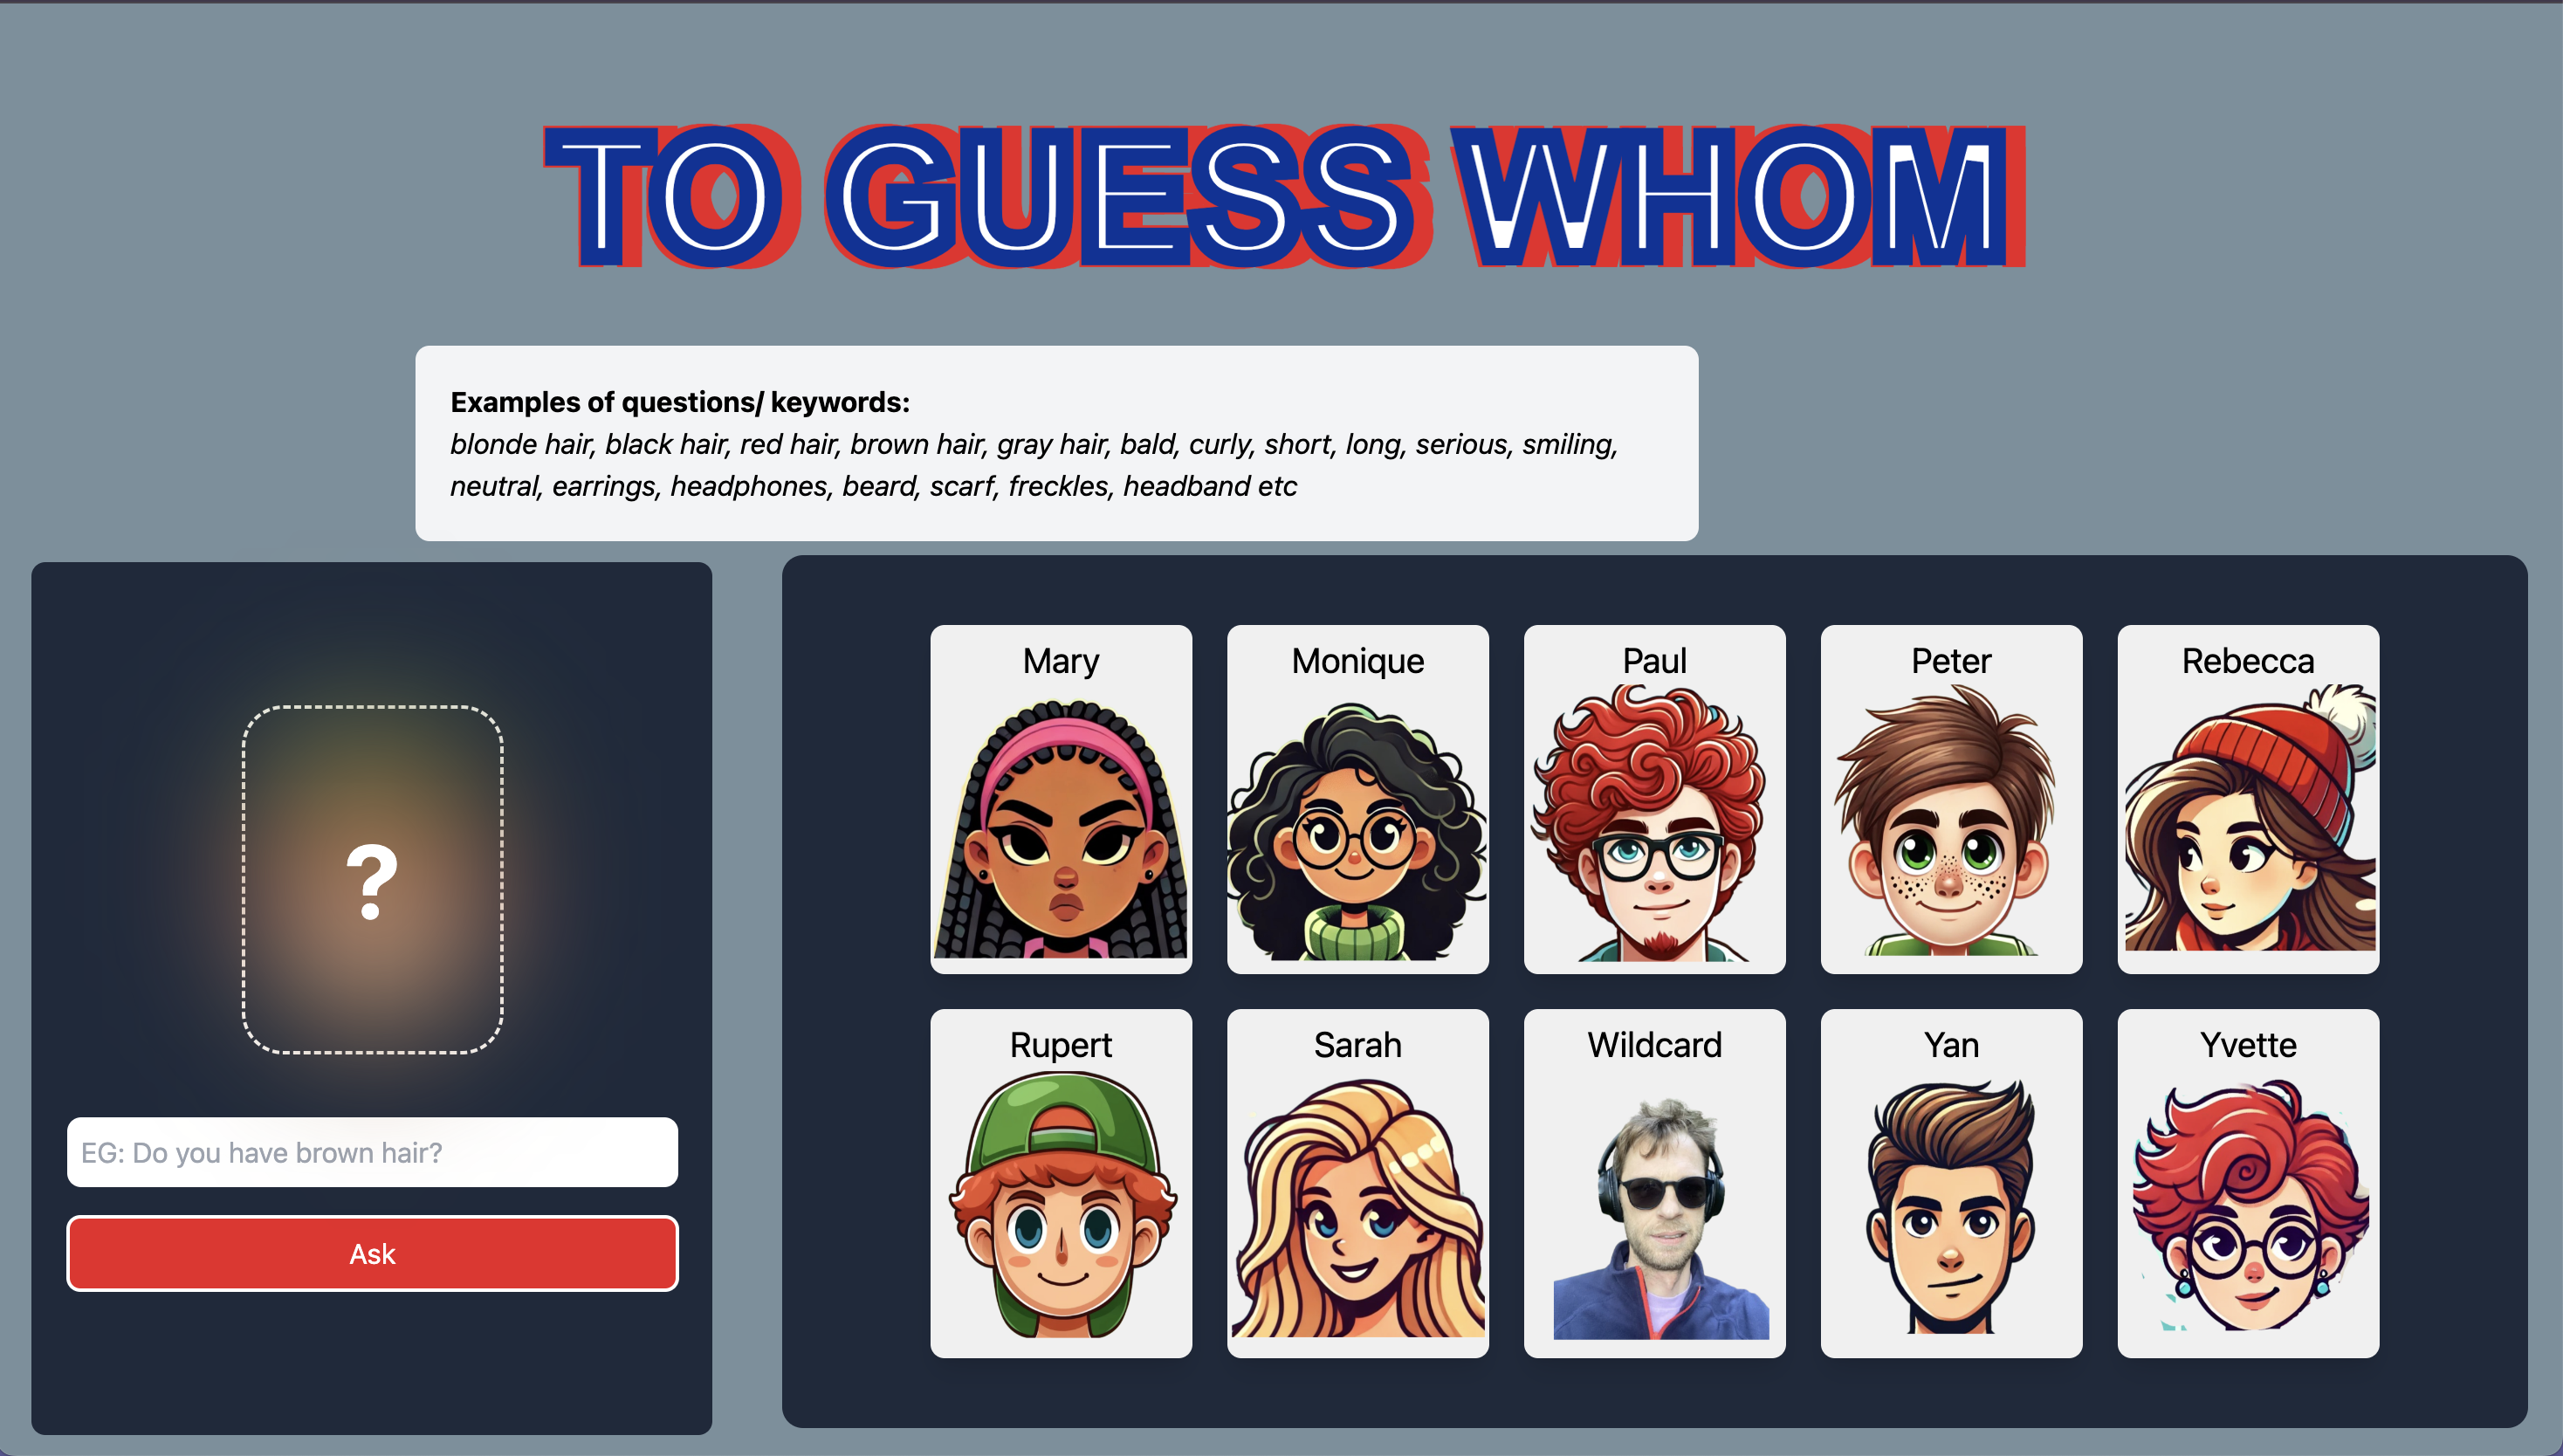 TO GUESS WHOM
Examples of questions/ keywords:
blonde hair, black hair, red hair, brown hair, gray hair, bald, curly, short, long, serious, smiling,
neutral, earrings, headphones, beard, scarf, freckles, headband etc
?
EG: Do you have brown hair?
Ask
Mary
Monique
Paul
Peter
Rebecca
Rupert
Sarah
Wildcard
Yan
Yvette